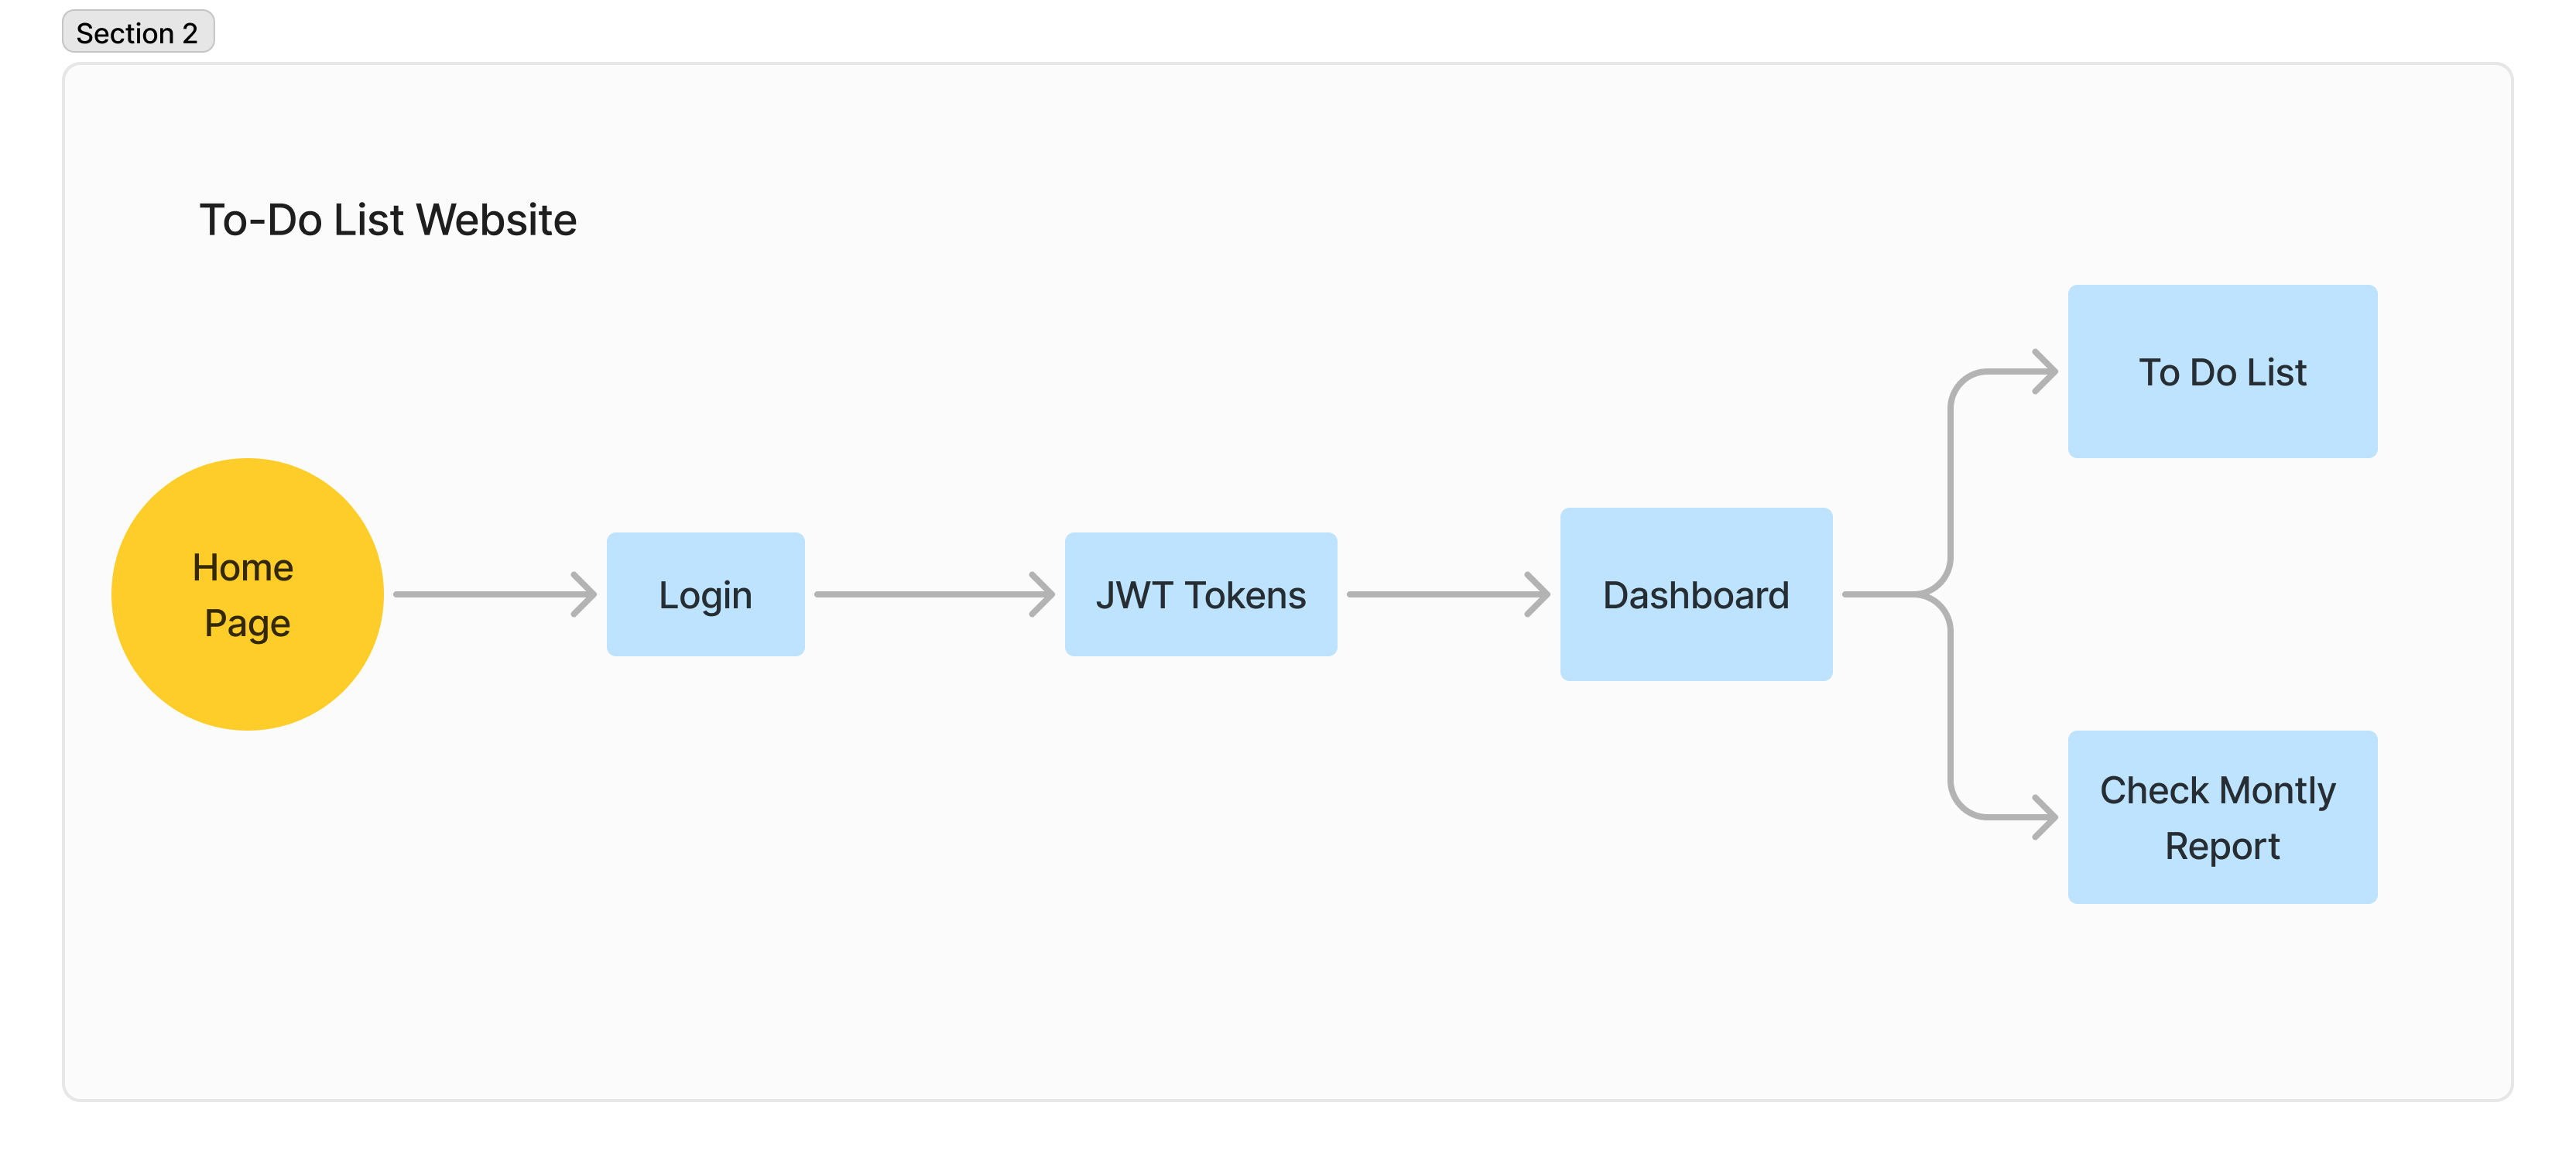 Section 2
To-Do List Website
To Do List
Home
Page
Login
JWT Tokens
Dashboard
Check Montly
Report